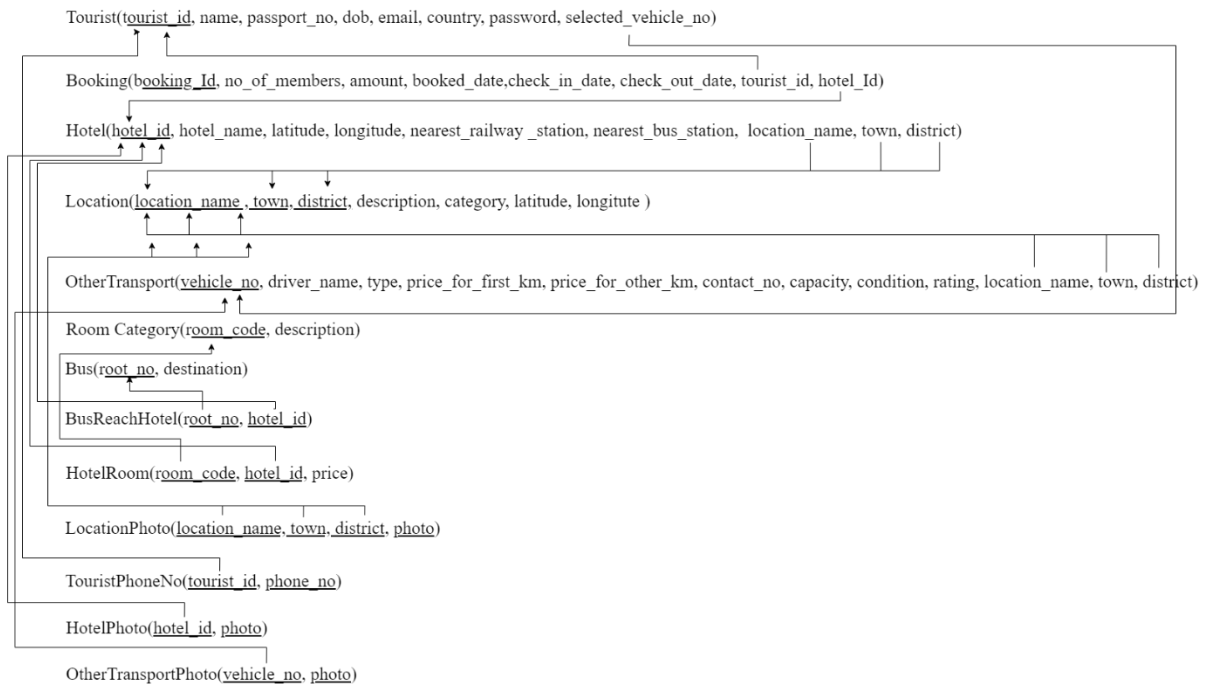 Tourist(tourist_id, name, passport_no, dob, email, country, password, selected_vehicle_no)
Booking(booking_Id, no_of_members, amount, booked_date,check_in_date, check_out_date, tourist_id, hotel_Id)
Hotel(hotel_id, hotel_name, latitude, longitude, nearest_railway _station, nearest_bus_station, location_name, town, district)
Location(location_name , town, district, description, category, latitude, longitute )
OtherTransport(vehicle_no, driver_name, type, price_for_first_km, price_for_other_km, contact_no, capacity, condition, rating, location_name, town, district)
Room Category(room_code, description)
Bus(root_no, destination)
BusReachHotel(root_no, hotel_id)
HotelRoom(room_code, hotel_id, price)
LocationPhoto(location_name, town, district, photo)
TouristPhoneNo(tourist_id, phone_no)
HotelPhoto(hotel_id, photo)
OtherTransportPhoto(vehicle_no, photo)